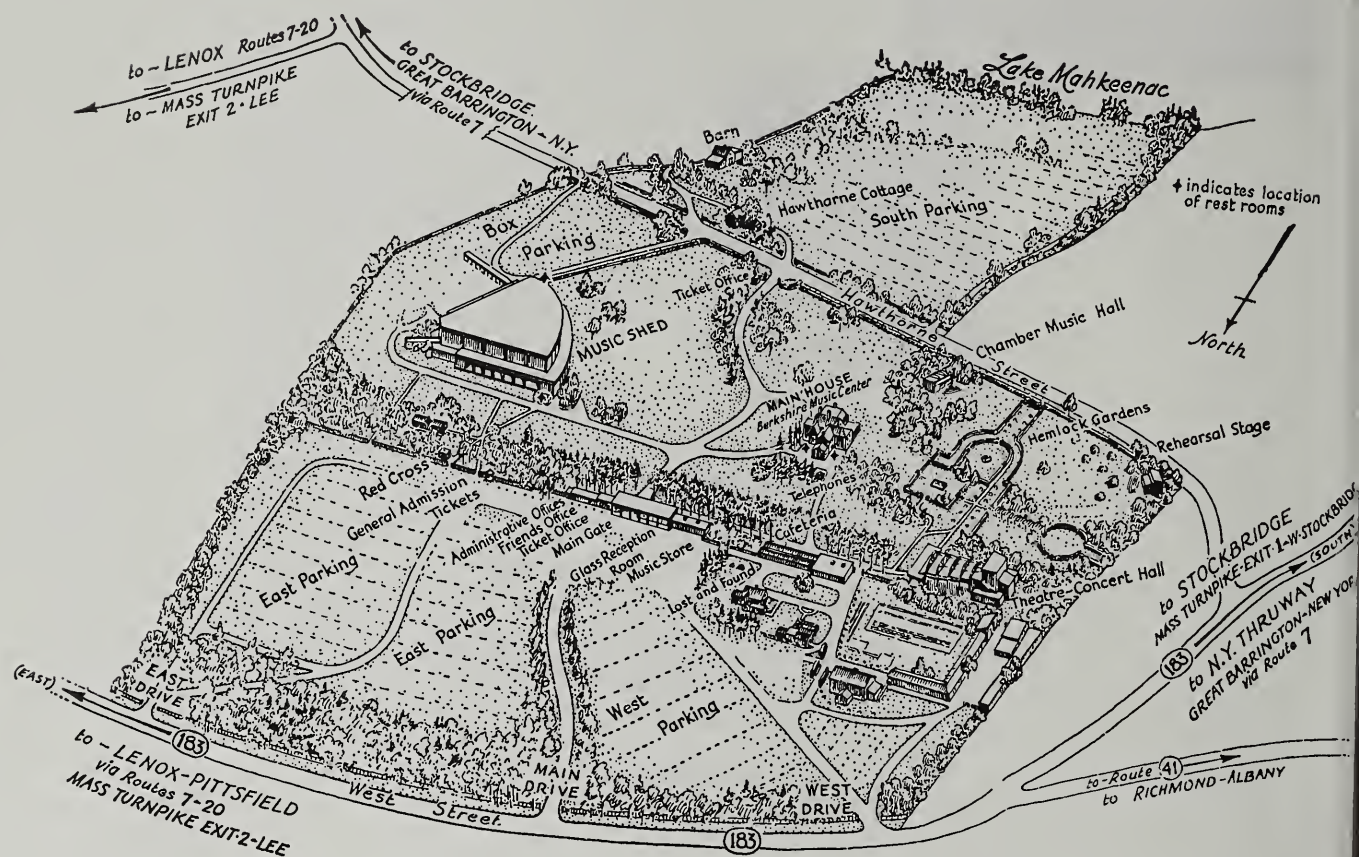 to ~ LENOX Routes 7-20
to ~ MASS TURNPIKE
EXIT 2 · LEE
to STOCKBRIDGE
GREAT BARRINGTON ~ N.Y.
via Route 7
Lake Mahkeenac
Barn
Hawthorne Cottage
South Parking
indicates location
of rest rooms
North
Box
Parking
Ticket Office
MUSIC SHED
Hawthorne
Street
Chamber Music Hall
MAIN HOUSE
Berkshire Music Center
Hemlock Gardens
Rehearsal Stage
Telephones
Red Cross
General Admission
Tickets
Administrative Offices
Friends Office
Ticket Office
Main Gate
Glass Reception
Room
Music Store
Cafeteria
Lost and Found
Theatre-Concert Hall
East Parking
East
Parking
West
Parking
(EAST)
EAST
DRIVE
183
to ~ LENOX-PITTSFIELD
via Routes 7-20
MASS TURNPIKE EXIT·2-LEE
West Street
MAIN
DRIVE
WEST
DRIVE
183
to STOCKBRIDGE
MASS TURNPIKE-EXIT·1-W·STOCKBRIDG
(SOUTH
183
to N.Y. THRUWAY
GREAT BARRINGTON-NEW YOR
via Route 7
to-Route 41
to RICHMOND-ALBANY